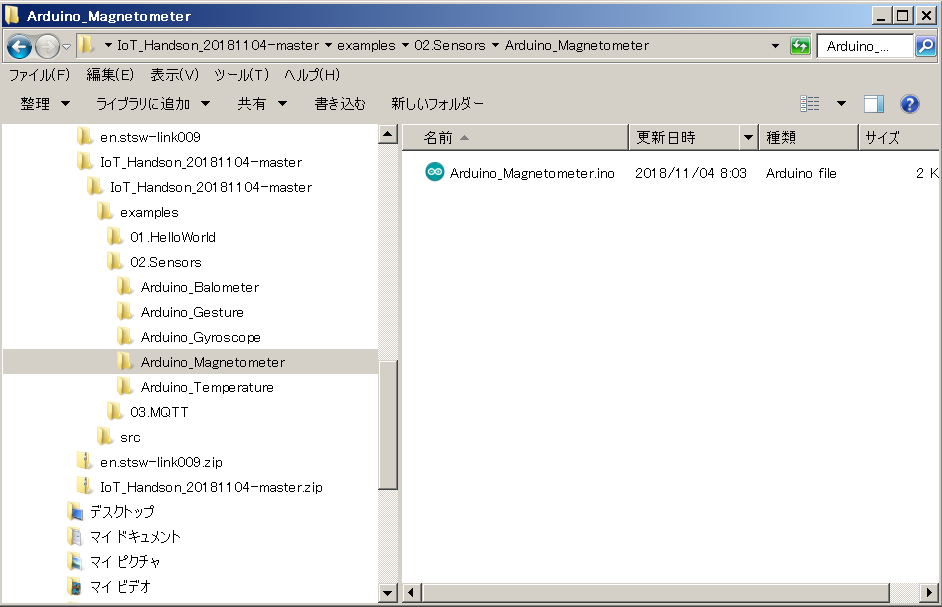 Arduino_Magnetometer
IoT_Handson_20181104-master examples 02.Sensors Arduino_Magnetometer Arduino_...
ファイル(F) 編集(E) 表示(V) ツール(T) ヘルプ(H)
整理 ライブラリに追加 共有 書き込む 新しいフォルダー
名前 更新日時 種類 サイズ
Arduino_Magnetometer.ino 2018/11/04 8:03 Arduino file 2 K
en.stsw-link009
IoT_Handson_20181104-master
IoT_Handson_20181104-master
examples
01.HelloWorld
02.Sensors
Arduino_Balometer
Arduino_Gesture
Arduino_Gyroscope
Arduino_Magnetometer
Arduino_Temperature
03.MQTT
src
en.stsw-link009.zip
IoT_Handson_20181104-master.zip
デスクトップ
マイ ドキュメント
マイ ピクチャ
マイ ビデオ